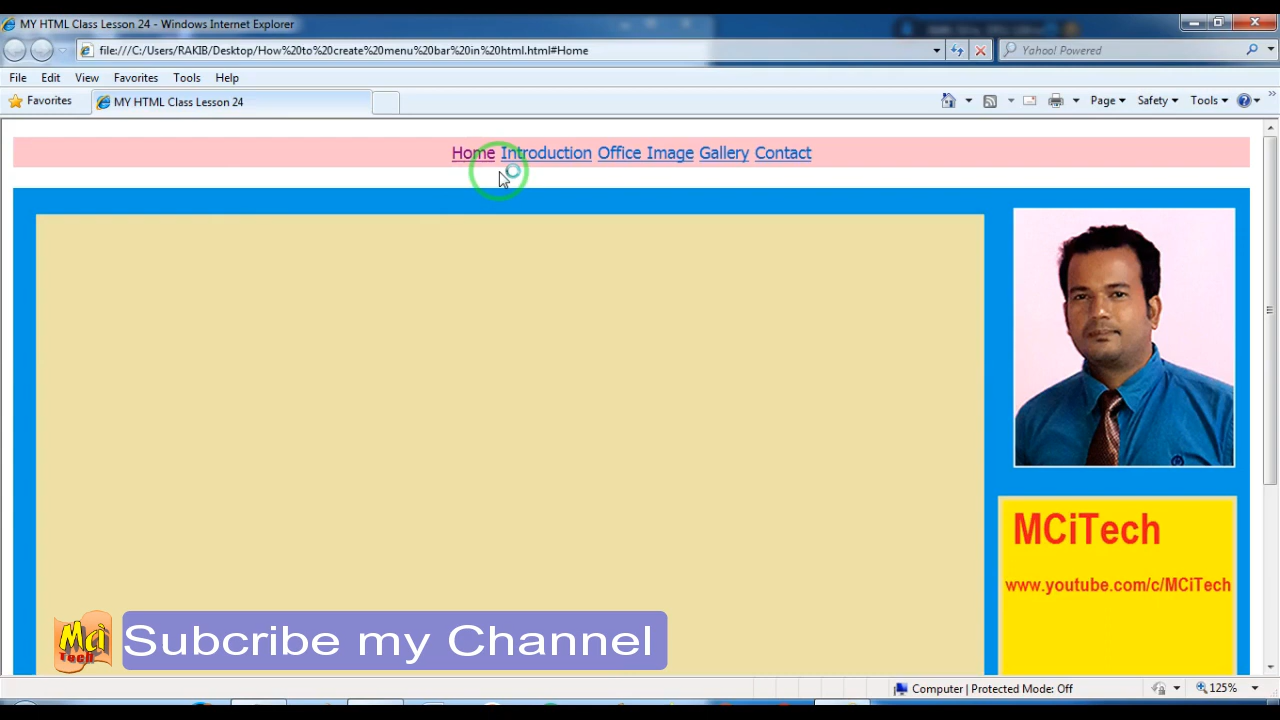 MY HTML Class Lesson 24 - Windows Internet Explorer
file:///C:/Users/RAKIB/Desktop/How%20to%20create%20menu%20bar%20in%20html.html#Home
Yahoo! Powered
File Edit View Favorites Tools Help
Favorites MY HTML Class Lesson 24 Page Safety Tools
Home Introduction Office Image Gallery Contact
MCiTech
www.youtube.com/c/MCiTech
Mci Tech
Subcribe my Channel
Computer | Protected Mode: Off 125%